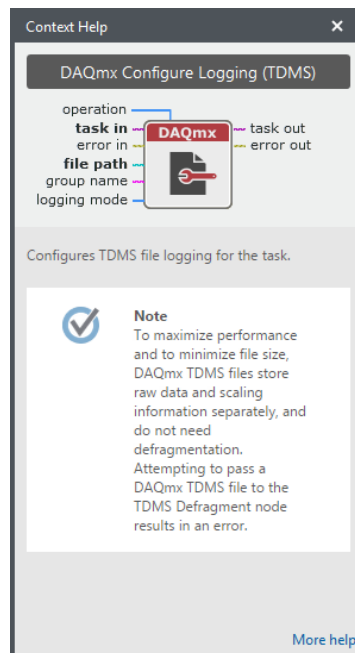 Context Help
DAQmx Configure Logging (TDMS)
operation
task in
error in
file path
group name
logging mode
DAQmx
task out
error out
Configures TDMS file logging for the task.
Note
To maximize performance
and to minimize file size,
DAQmx TDMS files store
raw data and scaling
information separately, and
do not need
defragmentation.
Attempting to pass a
DAQmx TDMS file to the
TDMS Defragment node
results in an error.
More help